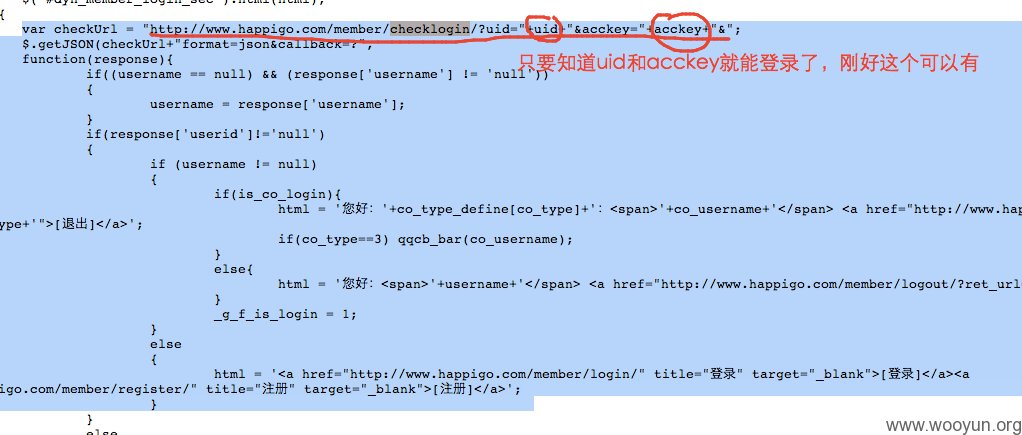 $("#dyn_member_login_sec").html(html);
{
var checkUrl = "http://www.happigo.com/member/checklogin/?uid="+uid+"&acckey="+acckey+"&";
$.getJSON(checkUrl+"format=json&callback=?",
function(response){
if((username == null) && (response['username'] != 'null'))
只要知道uid和acckey就能登录了，刚好这个可以有
{
username = response['username'];
}
if(response['userid']!='null')
{
if (username != null)
{
if(is_co_login){
html = '您好：'+co_type_define[co_type]+'：<span>'+co_username+'</span> <a href="http://www.hap
ype+'">[退出]</a>';
if(co_type==3) qqcb_bar(co_username);
}
else{
html = '您好：<span>'+username+'</span> <a href="http://www.happigo.com/member/logout/?ret_url
}
_g_f_is_login = 1;
}
else
{
html = '<a href="http://www.happigo.com/member/login/" title="登录" target="_blank">[登录]</a><a
igo.com/member/register/" title="注册" target="_blank">[注册]</a>';
}
}
else
www.wooyun.org